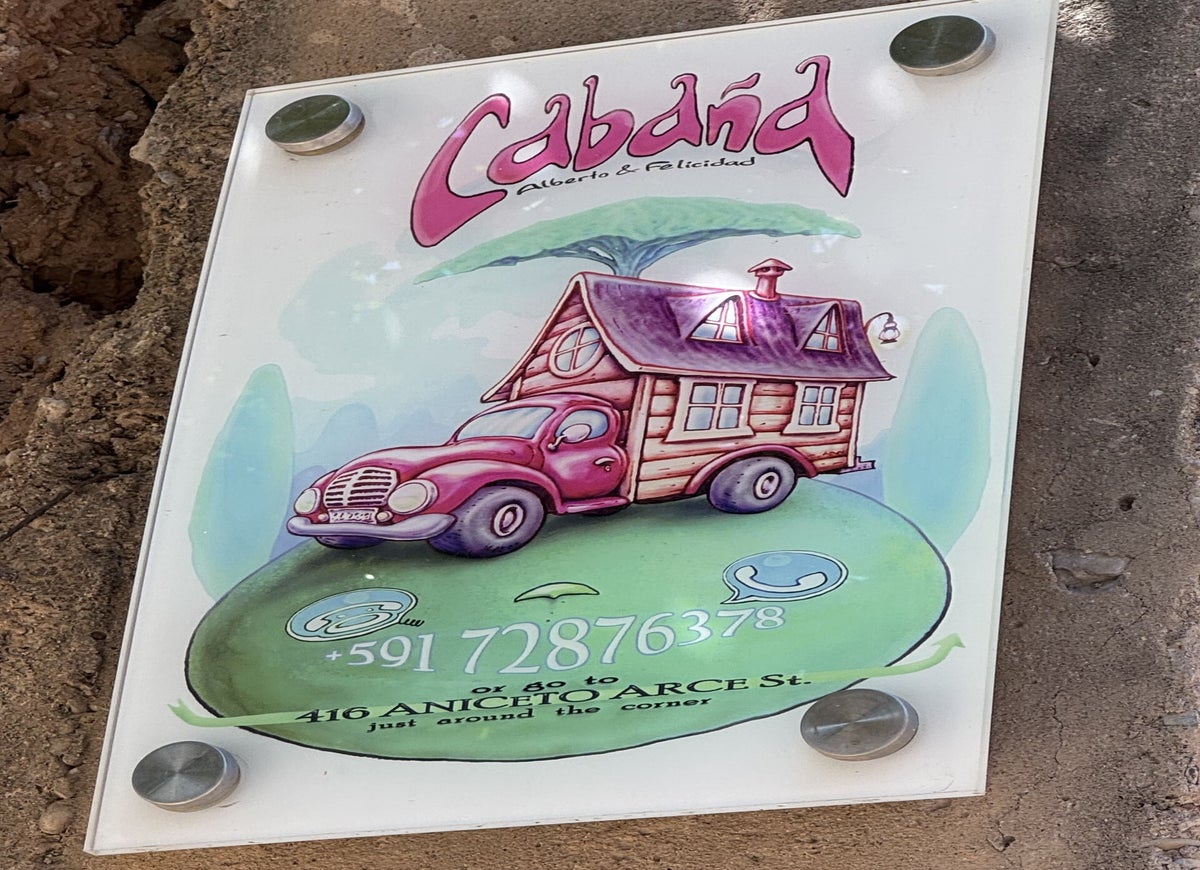 Cabaña
Alberto & Felicidad
+591 72876378
or go to
416 ANICETO ARCE St.
just around the corner